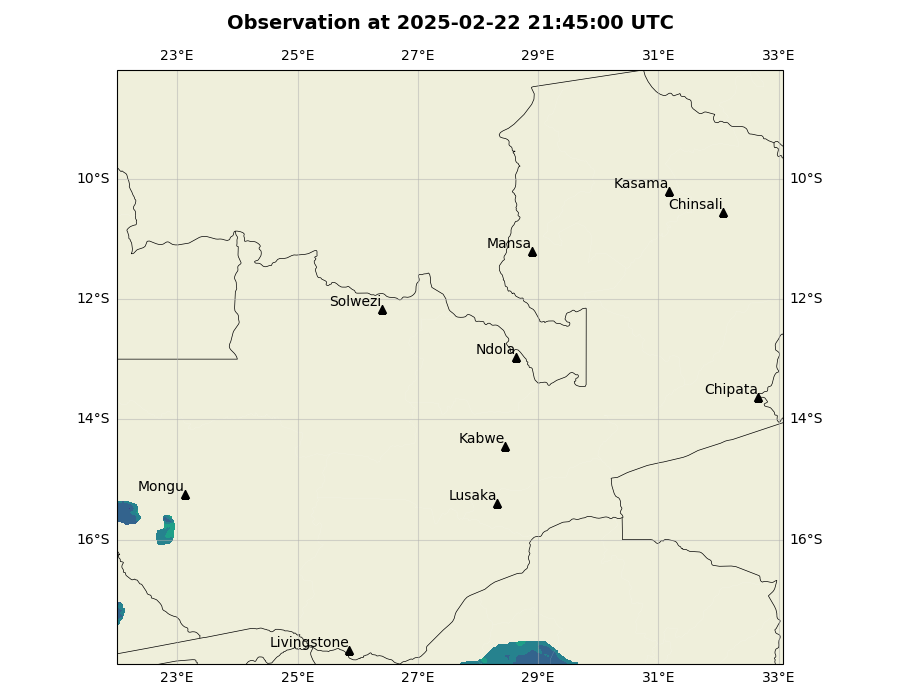 Observation at 2025-02-22 21:45:00 UTC
23°E 25°E 27°E 29°E 31°E 33°E
10°S 10°S
Kasama
Chinsali
Mansa
12°S 12°S
Solwezi
Ndola
Chipata
14°S 14°S
Kabwe
Mongu
Lusaka
16°S 16°S
Livingstone
23°E 25°E 27°E 29°E 31°E 33°E